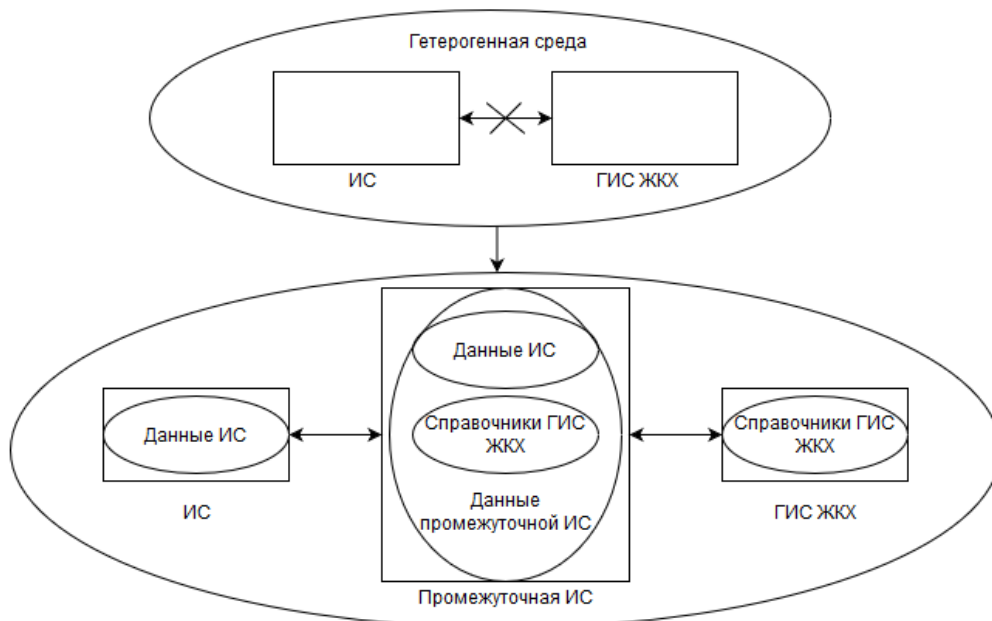 Гетерогенная среда
ИС
ГИС ЖКХ
Данные ИС
Данные ИС
Справочники ГИС
ЖКХ
Справочники ГИС
ЖКХ
Данные
промежуточной ИС
ИС
ГИС ЖКХ
Промежуточная ИС